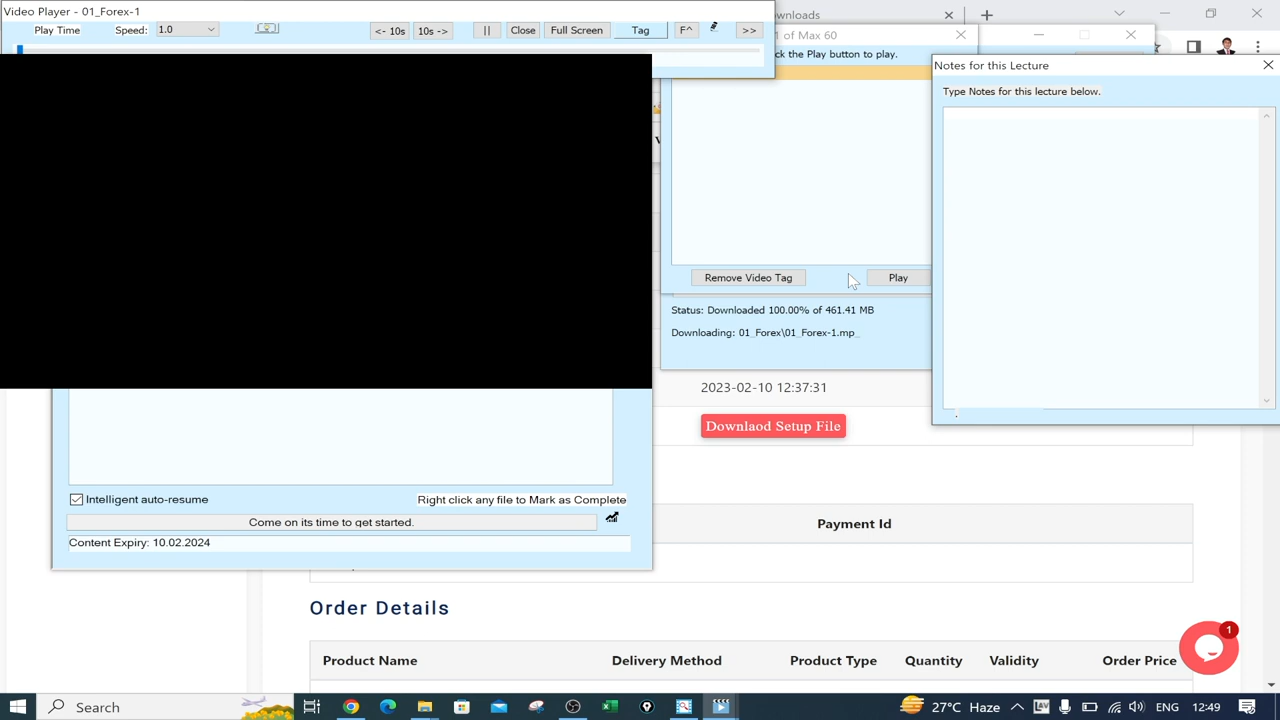 Video Player - 01_Forex-1
Play Time Speed: 1.0 <- 10s 10s -> || Close Full Screen Tag F^ >>
wnloads
1 of Max 60
ck the Play button to play.
Notes for this Lecture
Type Notes for this lecture below.
Remove Video Tag Play
Status: Downloaded 100.00% of 461.41 MB
Downloading: 01_Forex\01_Forex-1.mp_
2023-02-10 12:37:31
Downlaod Setup File
Intelligent auto-resume Right click any file to Mark as Complete
Come on its time to get started.
Content Expiry: 10.02.2024
Payment Id
Order Details
Product Name Delivery Method Product Type Quantity Validity Order Price
1
Search 27°C Haze ENG 12:49